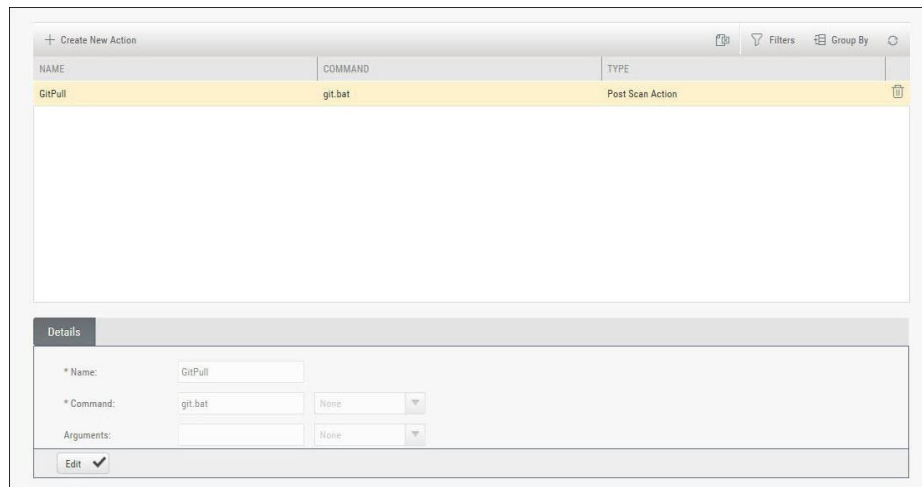 Create New Action
Filters
Group By
NAME
COMMAND
TYPE
GitPull
git.bat
Post Scan Action
Details
* Name:
GitPull
* Command:
git.bat
None
Arguments:
None
Edit